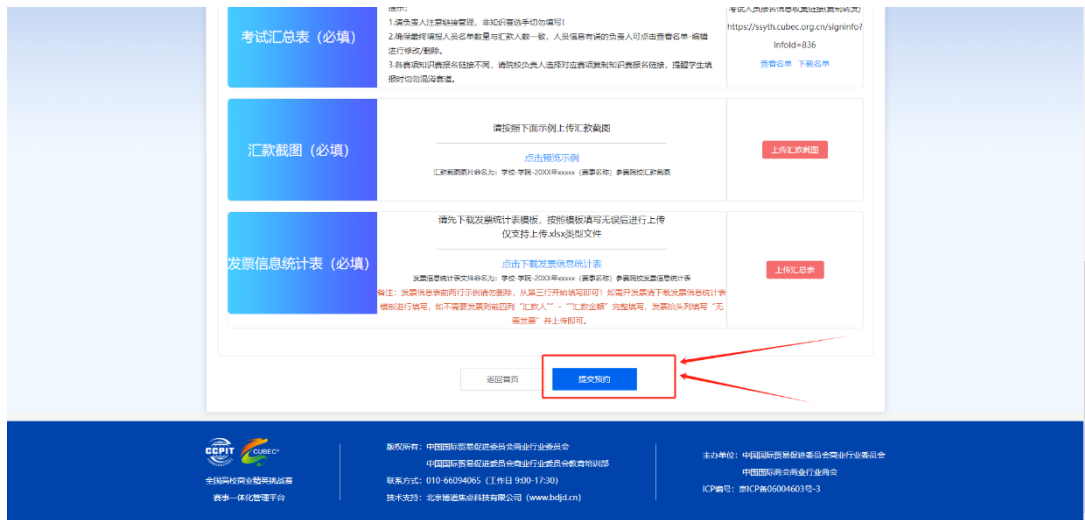 提示：
考试汇总表（必填）
1.请负责人注意链接管理，非知识赛选手切勿填写！
2.确保最终填报人员名单数量与汇款人数一致，人员信息有误的负责人可点击查看名单-编辑
进行修改/删除。
3.各赛项知识赛报名链接不同，请院校负责人选择对应赛项复制知识赛报名链接，提醒学生填
报时切勿混淆赛道。
考试人员报名信息收集链接(复制转发)
https://ssyth.cubec.org.cn/signinfo?
InfoId=836
查看名单 下载名单
汇款截图（必填）
请按照下面示例上传汇款截图
点击预览示例
汇款截图图片命名为：学校-学院-20XX年xxxxx（赛事名称）参赛院校汇款截图
上传汇款截图
发票信息统计表（必填）
请先下载发票统计表模板，按照模板填写无误后进行上传
仅支持上传.xlsx类型文件
点击下载发票信息统计表
发票信息统计表文件命名为：学校-学院-20XX年xxxxx（赛事名称）参赛院校发票信息统计表
备注：发票信息表前两行示例请勿删除，从第三行开始填写即可！如需开发票请下载发票信息统计表
模板进行填写，如不需要发票则前四列“汇款人”“-”“汇款金额”完整填写，发票抬头列填写“无
需发票”并上传即可。
上传汇总表
返回首页
提交预约
CCPIT CUBEC
全国高校商业精英挑战赛
赛事一体化管理平台
版权所有：中国国际贸易促进委员会商业行业委员会
中国国际贸易促进委员会商业行业委员会教育培训部
联系方式：010-66094065（工作日 9:00-17:30）
技术支持：北京博导焦点科技有限公司（www.bdjd.cn）
主办单位：中国国际贸易促进委员会商业行业委员会
中国国际商会商业行业商会
ICP编号：京ICP备06004603号-3